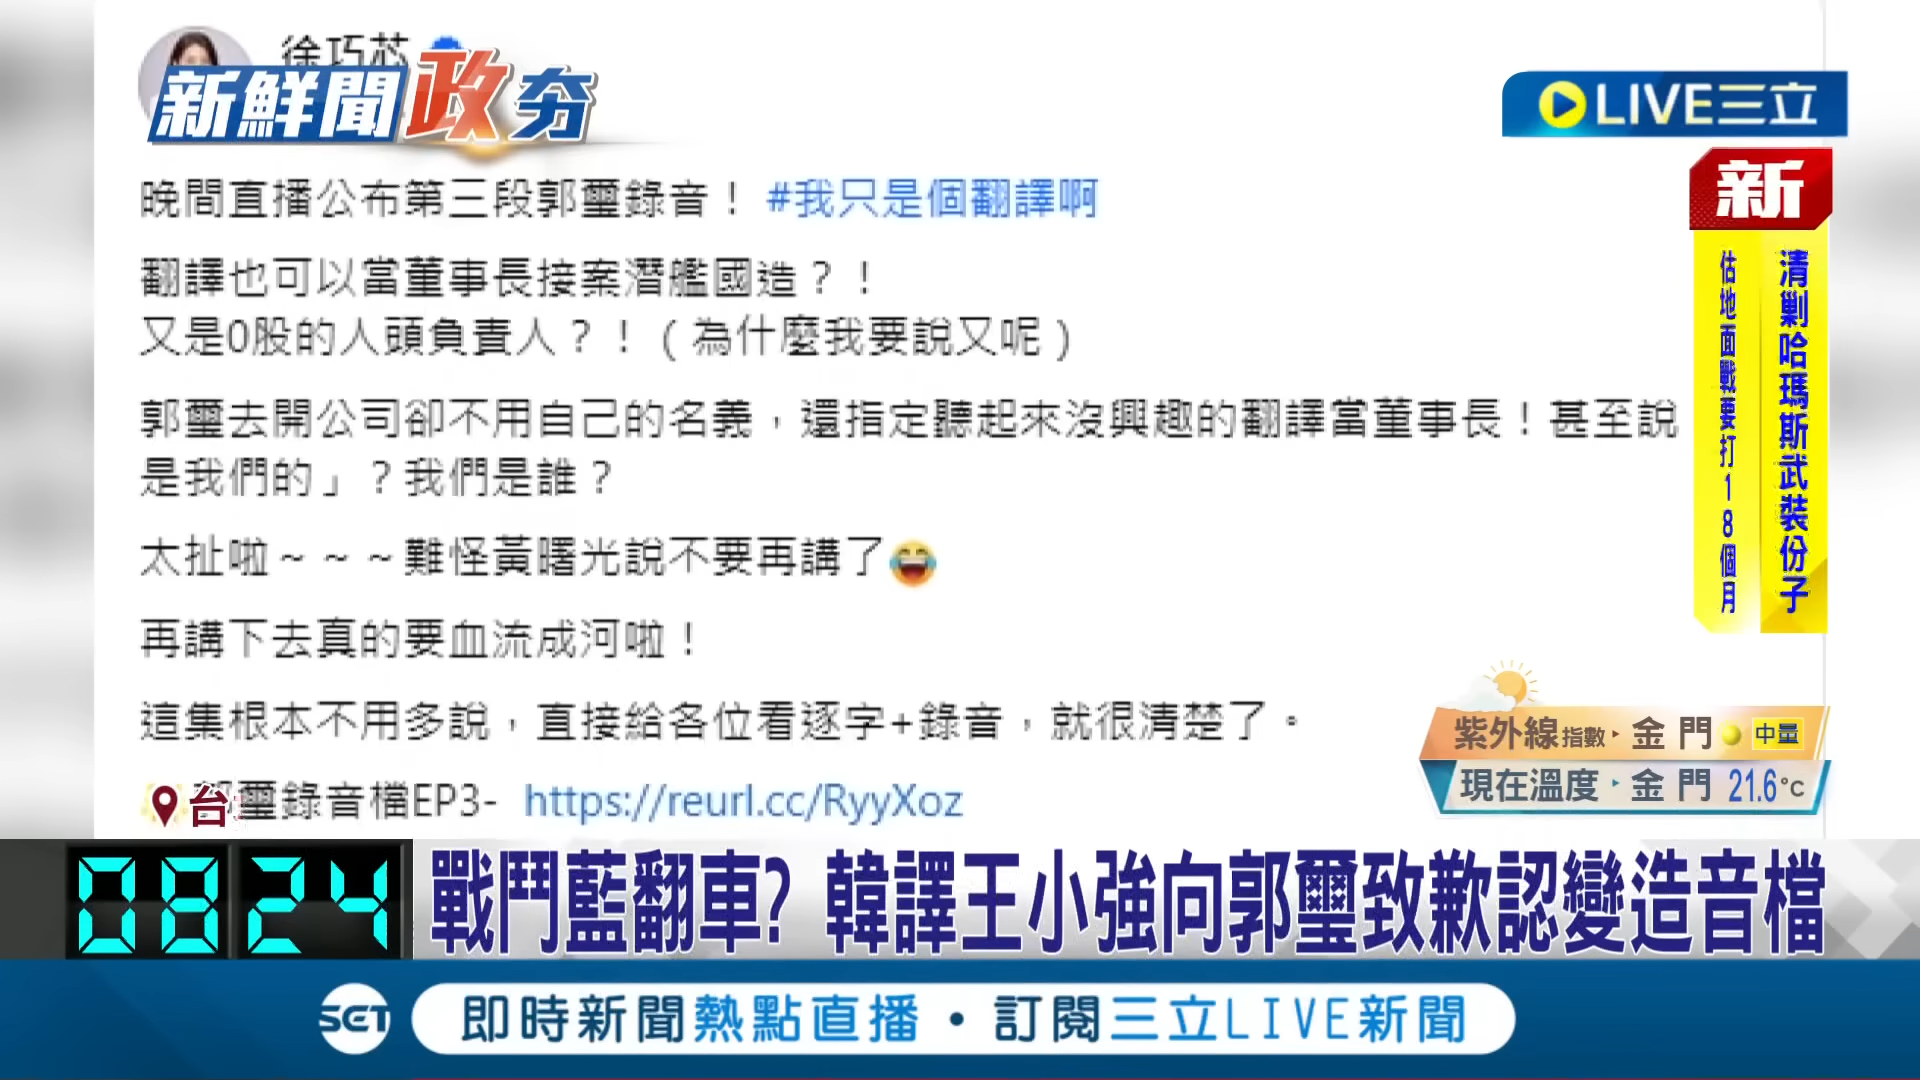 徐巧芯
新鮮聞政夯
LIVE三立
晚間直播公布第三段郭璽錄音！ #我只是個翻譯啊
翻譯也可以當董事長接案潛艦國造？！
又是0股的人頭負責人？！（為什麼我要說又呢）
郭璽去開公司卻不用自己的名義，還指定聽起來沒興趣的翻譯當董事長！甚至說
是我們的」？我們是誰？
太扯啦～～～難怪黃曙光說不要再講了😂
再講下去真的要血流成河啦！
這集根本不用多說，直接給各位看逐字+錄音，就很清楚了。
郭璽錄音檔EP3- https://reurl.cc/RyyXoz
台
新
清剿哈瑪斯武裝份子
估地面戰要打18個月
紫外線指數 金門 中量
現在溫度 金門 21.6°C
0824
戰鬥藍翻車? 韓譯王小強向郭璽致歉認變造音檔
SET 即時新聞熱點直播・訂閱三立LIVE新聞